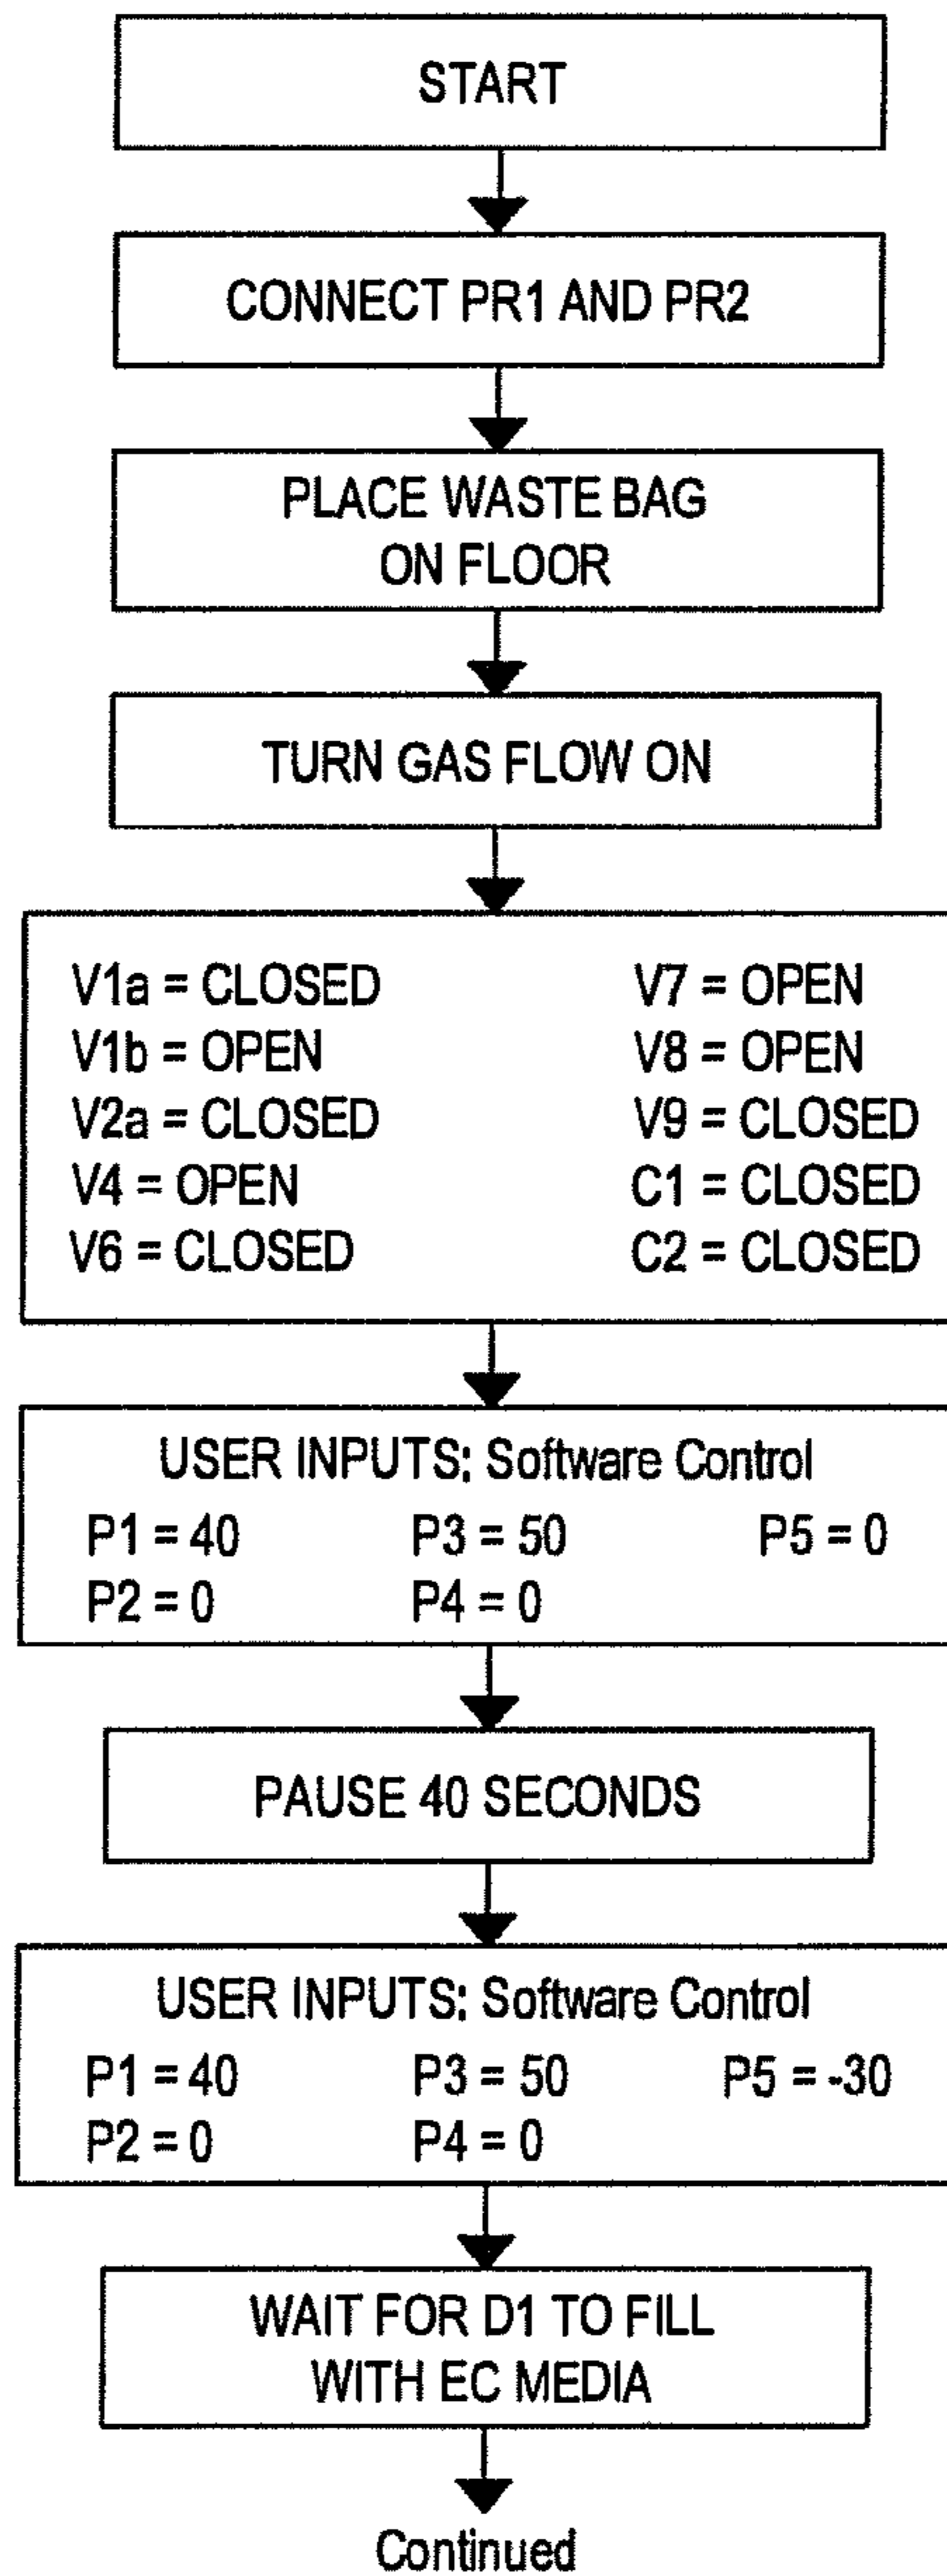 START
CONNECT PR1 AND PR2
PLACE WASTE BAG
ON FLOOR
TURN GAS FLOW ON
V1a = CLOSED V7 = OPEN
V1b = OPEN V8 = OPEN
V2a = CLOSED V9 = CLOSED
V4 = OPEN C1 = CLOSED
V6 = CLOSED C2 = CLOSED
USER INPUTS: Software Control
P1 = 40 P3 = 50 P5 = 0
P2 = 0 P4 = 0
PAUSE 40 SECONDS
USER INPUTS: Software Control
P1 = 40 P3 = 50 P5 = -30
P2 = 0 P4 = 0
WAIT FOR D1 TO FILL
WITH EC MEDIA
Continued